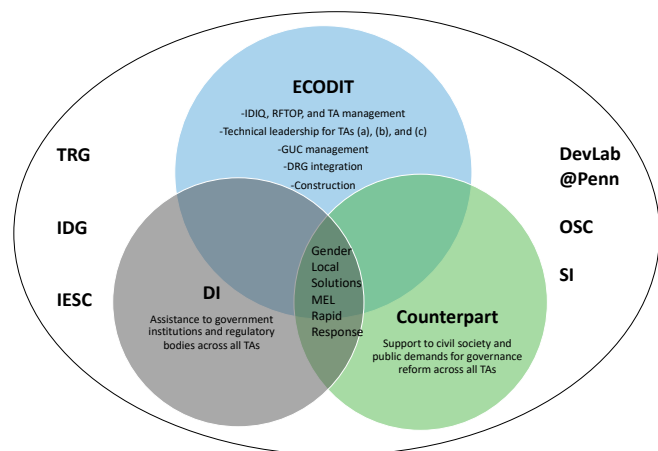 ECODIT
-IDIQ, RFTOP, and TA management
-Technical leadership for TAs (a), (b), and (c)
-GUC management
-DRG integration
-Construction
TRG
IDG
IESC
DevLab
@Penn
OSC
SI
Gender
Local
Solutions
MEL
Rapid
Response
DI
Assistance to government
institutions and regulatory
bodies across all TAs
Counterpart
Support to civil society and
public demands for governance
reform across all TAs